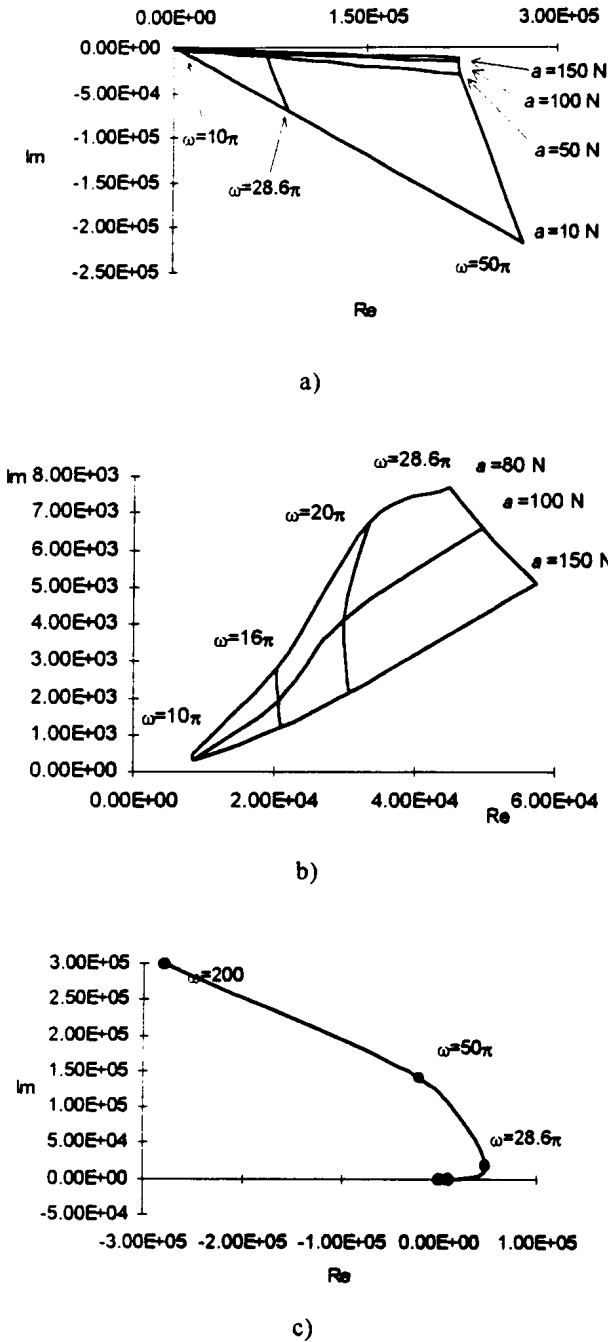 0.00E+00 1.50E+05 3.00E+05
0.00E+00
-5.00E+04
-1.00E+05
-1.50E+05
-2.00E+05
-2.50E+05
Im
ω=10π
ω=28.6π
ω=50π
a=150 N
a=100 N
a=50 N
a=10 N
Re
a)
Im 8.00E+03
7.00E+03
6.00E+03
5.00E+03
4.00E+03
3.00E+03
2.00E+03
1.00E+03
0.00E+00
ω=28.6π
a=80 N
a=100 N
a=150 N
ω=20π
ω=16π
ω=10π
0.00E+00 2.00E+04 4.00E+04 6.00E+04
Re
b)
3.00E+05
2.50E+05
2.00E+05
1.50E+05
1.00E+05
5.00E+04
0.00E+00
-5.00E+04
Im
ω=200
ω=50π
ω=28.6π
-3.00E+05 -2.00E+05 -1.00E+05 0.00E+00 1.00E+05
Re
c)